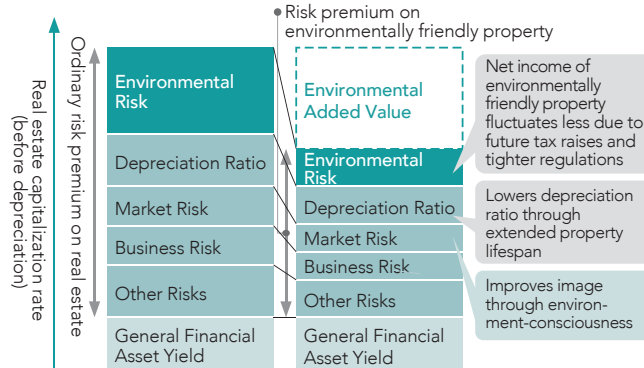 Risk premium on
environmentally friendly property
Real estate capitalization rate
(before depreciation)
Ordinary risk premium on real estate
Environmental
Risk
Depreciation Ratio
Market Risk
Business Risk
Other Risks
General Financial
Asset Yield
Environmental
Added Value
Environmental
Risk
Depreciation Ratio
Market Risk
Business Risk
Other Risks
General Financial
Asset Yield
Net income of
environmentally
friendly property
fluctuates less due to
future tax raises and
tighter regulations
Lowers depreciation
ratio through
extended property
lifespan
Improves image
through environ-
ment-consciousness